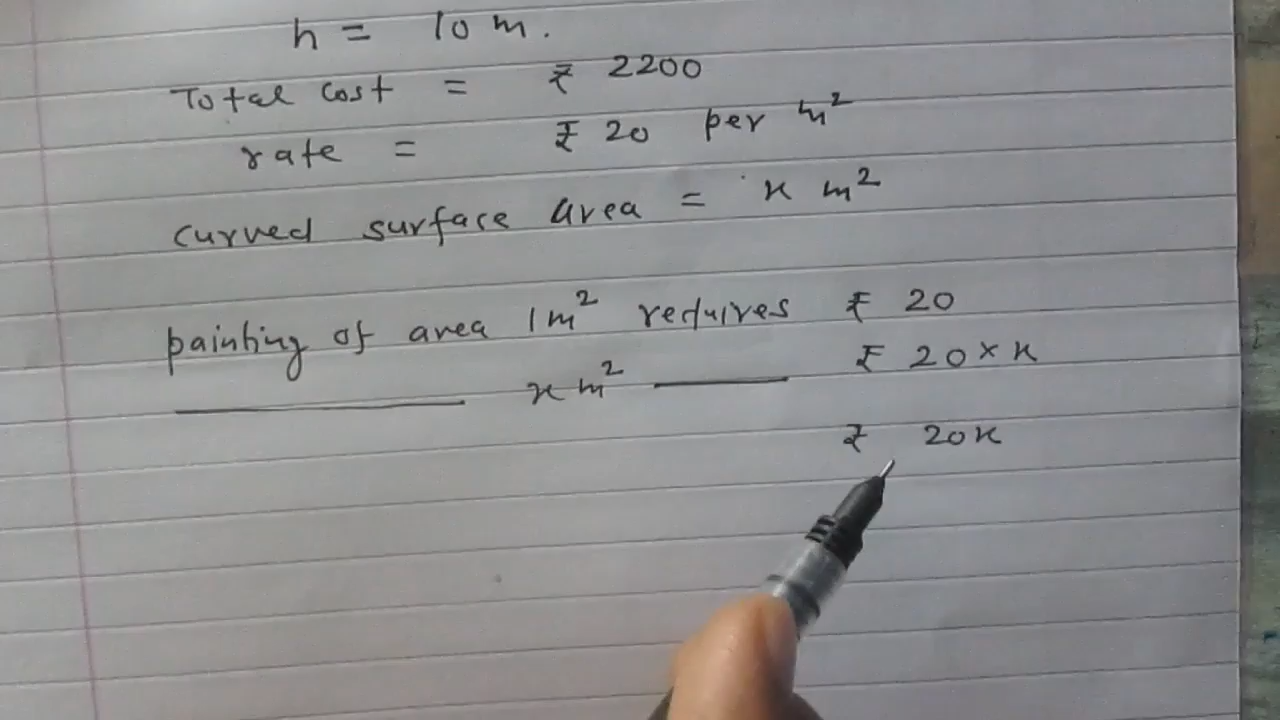 h = 10 m.
Total cost = ₹ 2200
rate = ₹ 20 per m²
curved surface area = x m²
painting of area 1m² requires ₹ 20
x m² ₹ 20 × x
₹ 20x